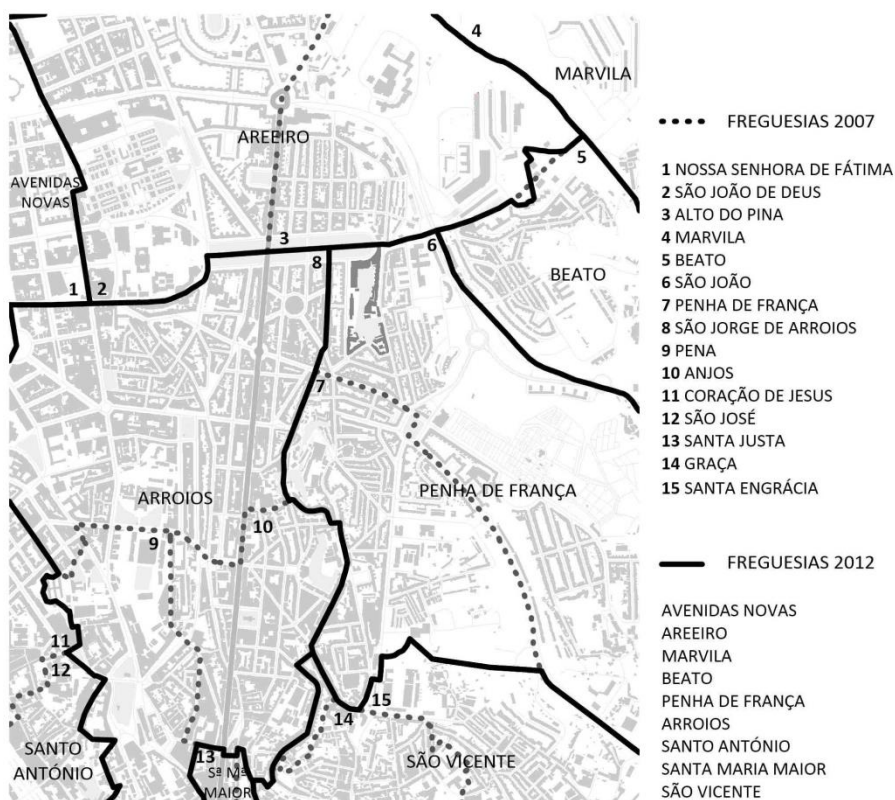 4
MARVILA
AREEIRO
AVENIDAS
NOVAS
5
3
6
8
BEATO
1 2
7
ARROIOS
PENHA DE FRANÇA
10
9
11
12
15
14
13
SANTO
ANTÓNIO
Sª Mª
MAIOR
SÃO VICENTE
FREGUESIAS 2007
1 NOSSA SENHORA DE FÁTIMA
2 SÃO JOÃO DE DEUS
3 ALTO DO PINA
4 MARVILA
5 BEATO
6 SÃO JOÃO
7 PENHA DE FRANÇA
8 SÃO JORGE DE ARROIOS
9 PENA
10 ANJOS
11 CORAÇÃO DE JESUS
12 SÃO JOSÉ
13 SANTA JUSTA
14 GRAÇA
15 SANTA ENGRÁCIA
FREGUESIAS 2012
AVENIDAS NOVAS
AREEIRO
MARVILA
BEATO
PENHA DE FRANÇA
ARROIOS
SANTO ANTÓNIO
SANTA MARIA MAIOR
SÃO VICENTE